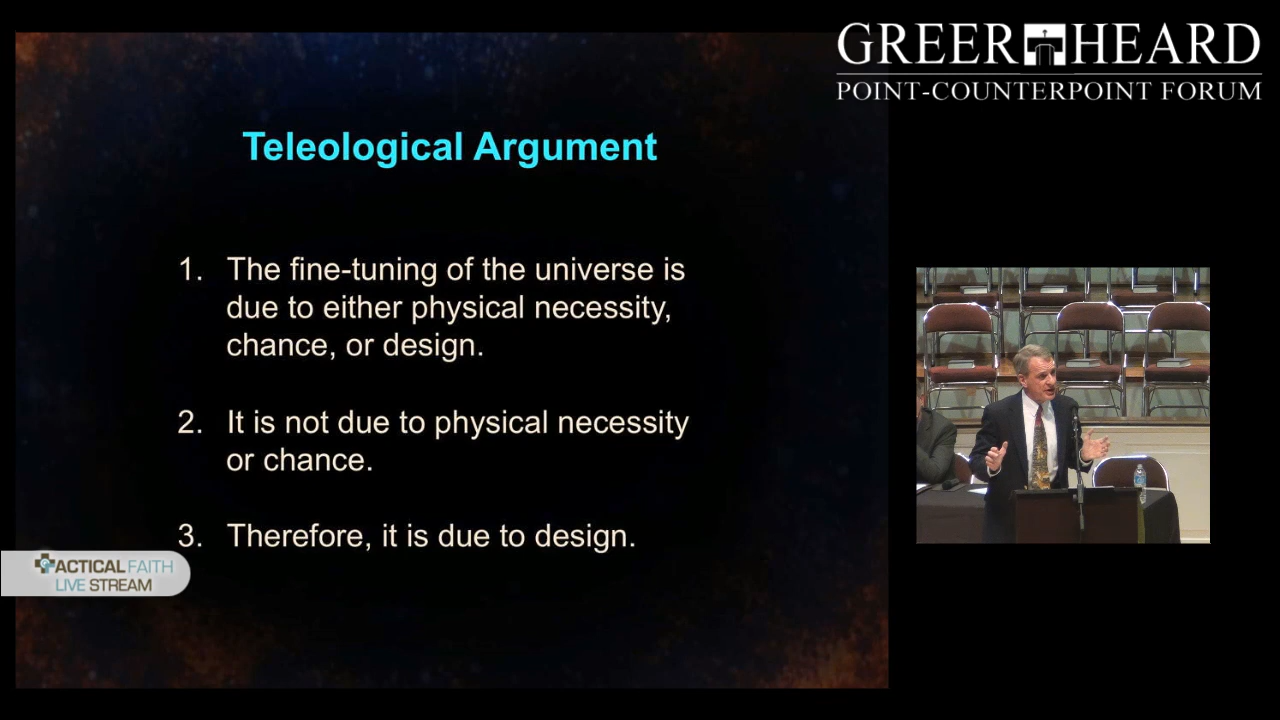 GREER HEARD
POINT-COUNTERPOINT FORUM
Teleological Argument
1. The fine-tuning of the universe is
due to either physical necessity,
chance, or design.
2. It is not due to physical necessity
or chance.
3. Therefore, it is due to design.
TACTICAL FAITH
LIVE STREAM